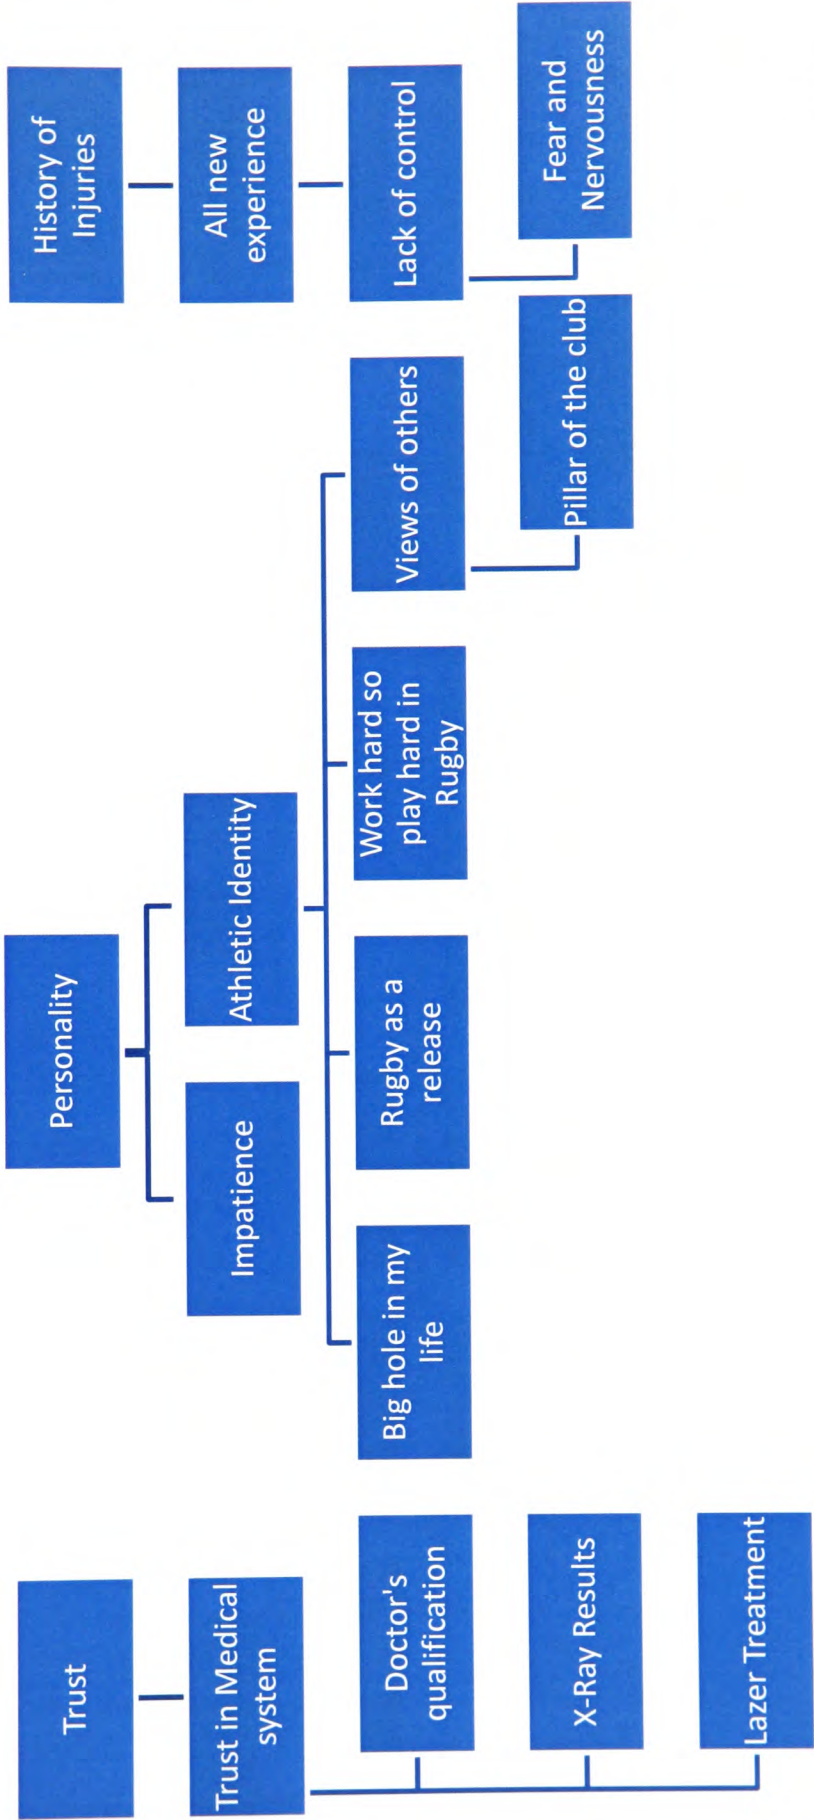 Trust
Trust in Medical
system
Doctor's
qualification
X-Ray Results
Lazer Treatment
Personality
Impatience
Athletic Identity
Big hole in my
life
Rugby as a
release
Work hard so
play hard in
Rugby
Views of others
Pillar of the club
History of
Injuries
All new
experience
Lack of control
Fear and
Nervousness